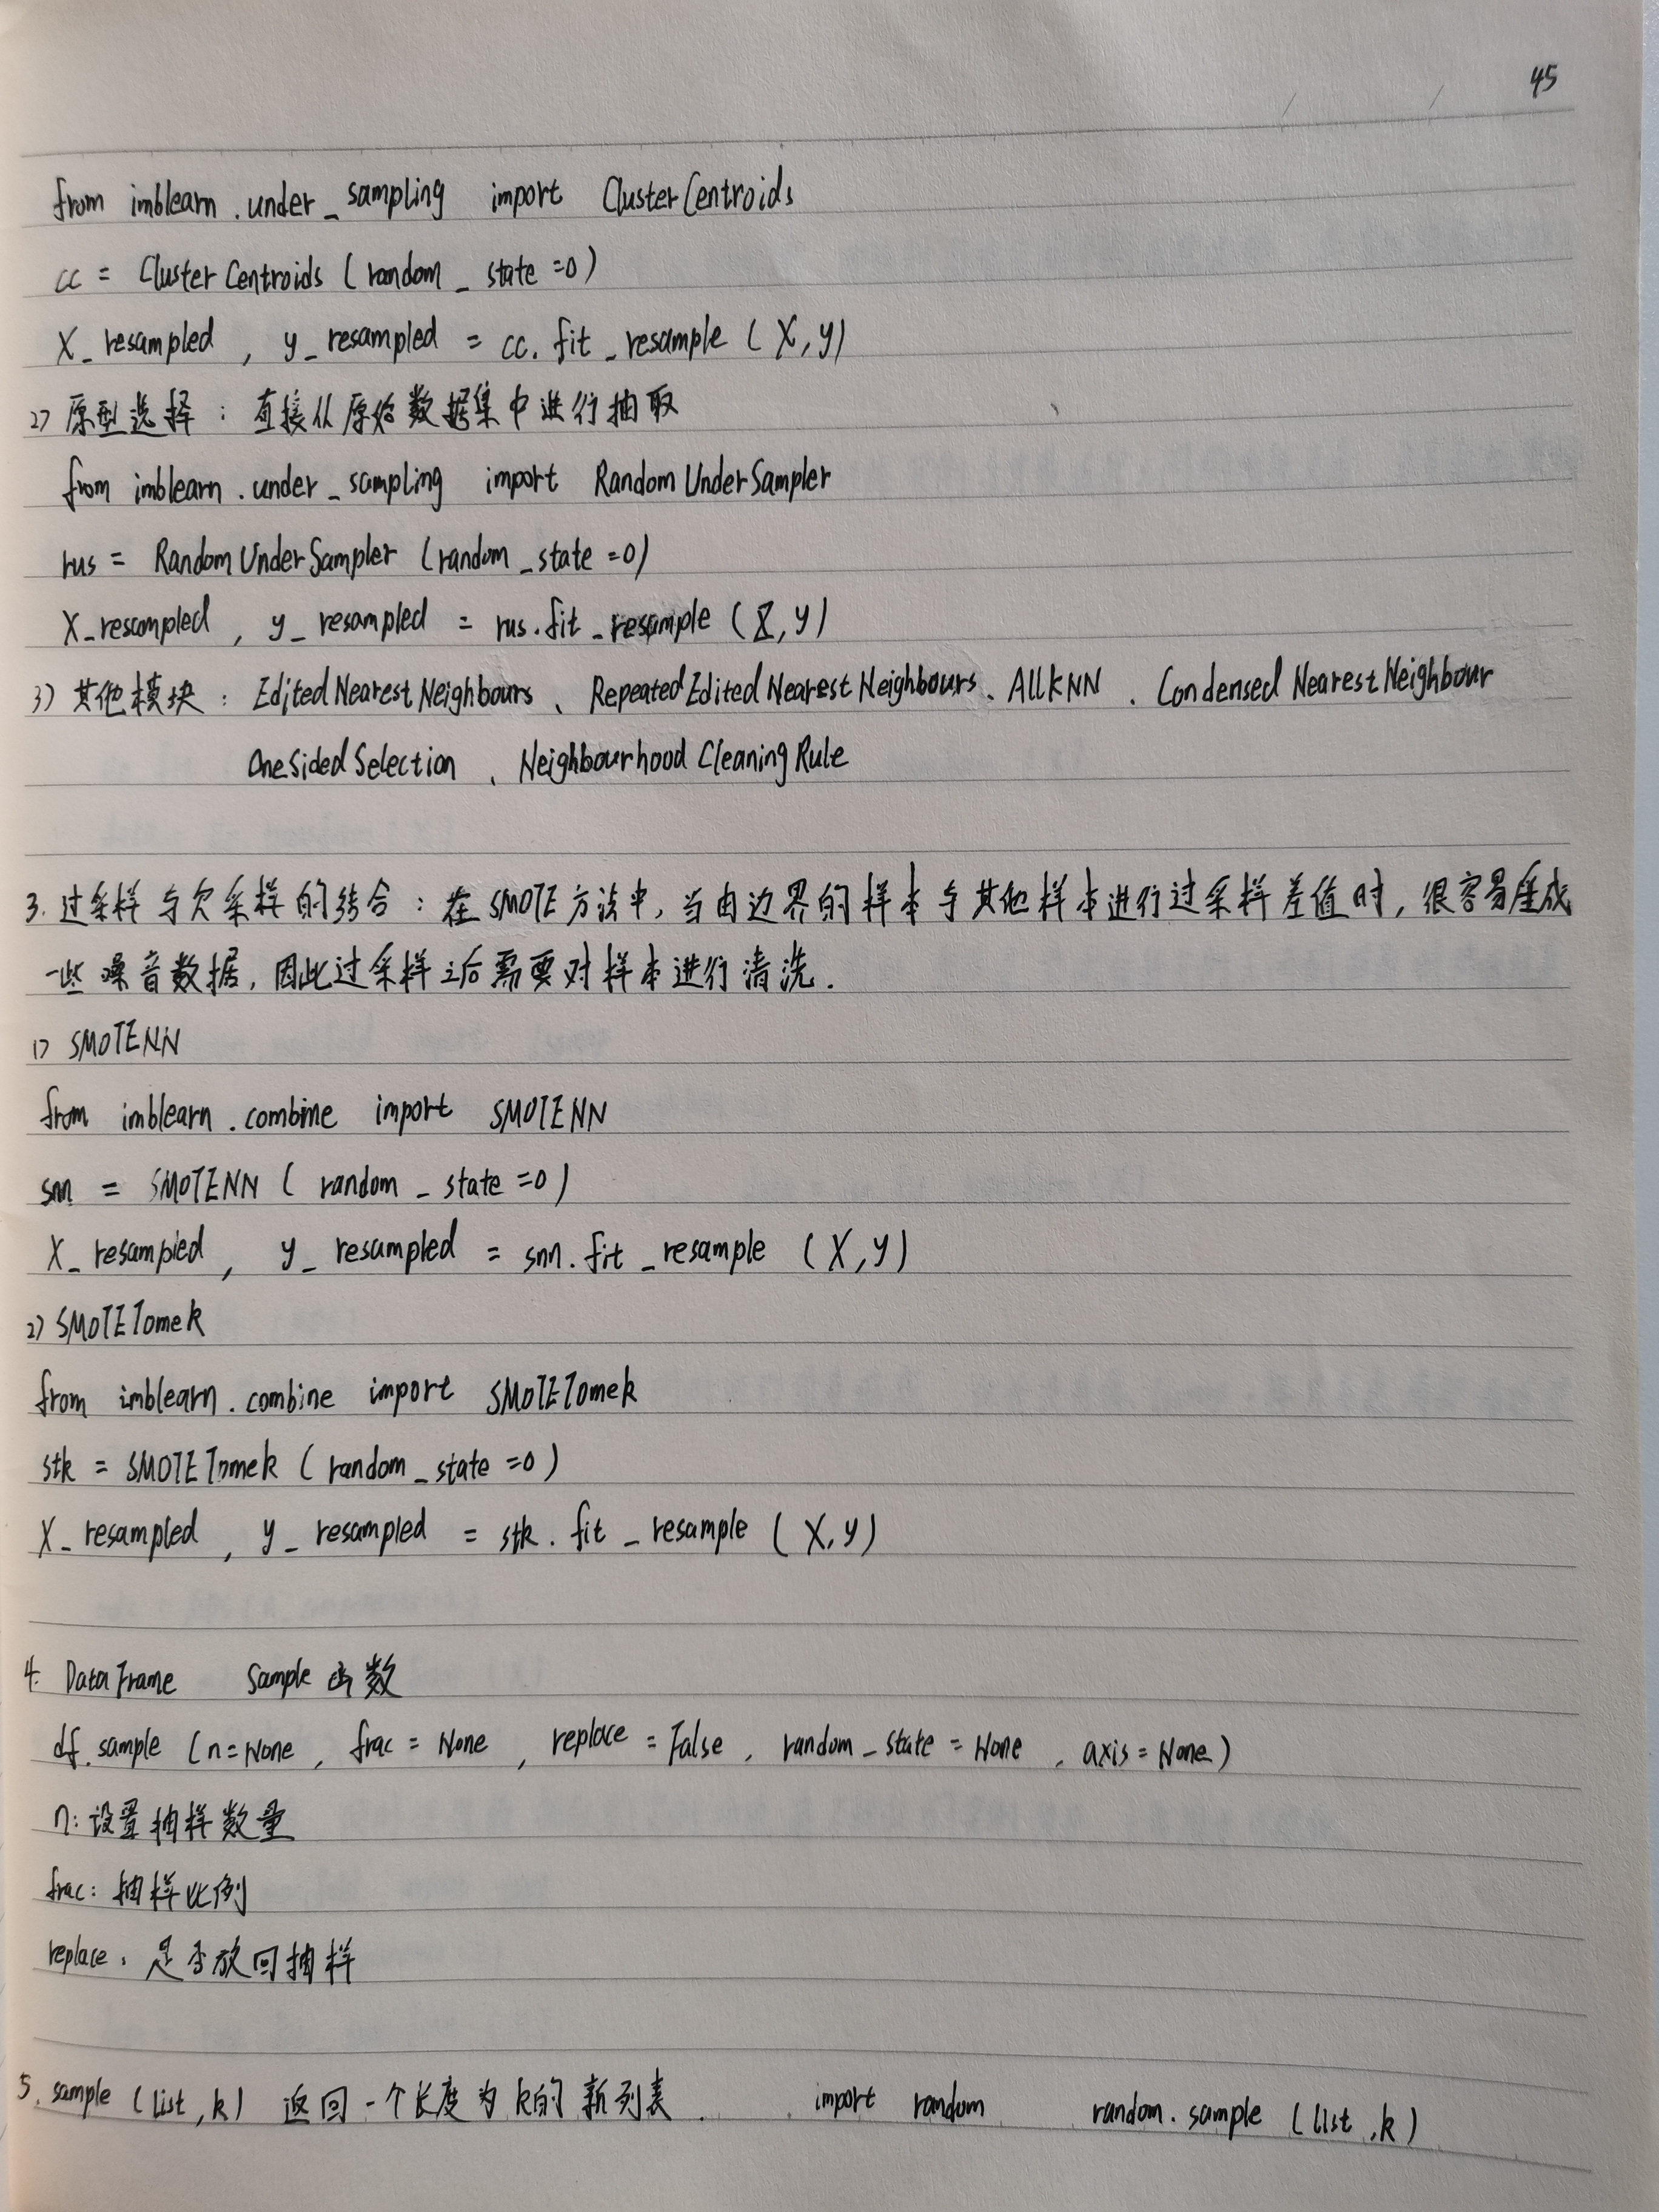 45
from imblearn.under_sampling import ClusterCentroids
cc = ClusterCentroids (random_state=0)
X_resampled, y_resampled = cc.fit_resample (X,y)
2) 原型选择：直接从原始数据集中进行抽取
from imblearn.under_sampling import RandomUnderSampler
rus = RandomUnderSampler (random_state=0)
X_resampled, y_resampled = rus.fit_resample (X,y)
3) 其他模块：EditedNearestNeighbours、RepeatedEditedNearestNeighbours、AllKNN、CondensedNearestNeighbour
OneSidedSelection、NeighbourhoodCleaningRule
3. 过采样与欠采样的结合：在SMOTE方法中，当由边界的样本与其他样本进行过采样差值时，很容易生成
一些噪音数据，因此过采样之后需要对样本进行清洗.
1) SMOTENN
from imblearn.combine import SMOTENN
snn = SMOTENN (random_state=0)
X_resampled, y_resampled = snn.fit_resample (X,y)
2) SMOTETomek
from imblearn.combine import SMOTETomek
stk = SMOTETomek (random_state=0)
X_resampled, y_resampled = stk.fit_resample (X,y)
4. DataFrame Sample函数
df.sample (n=None, frac=None, replace=False, random_state=None, axis=None)
n: 设置抽样数量
frac: 抽样比例
replace: 是否放回抽样
5. sample (list,k) 返回一个长度为k的新列表. import random random.sample (list,k)